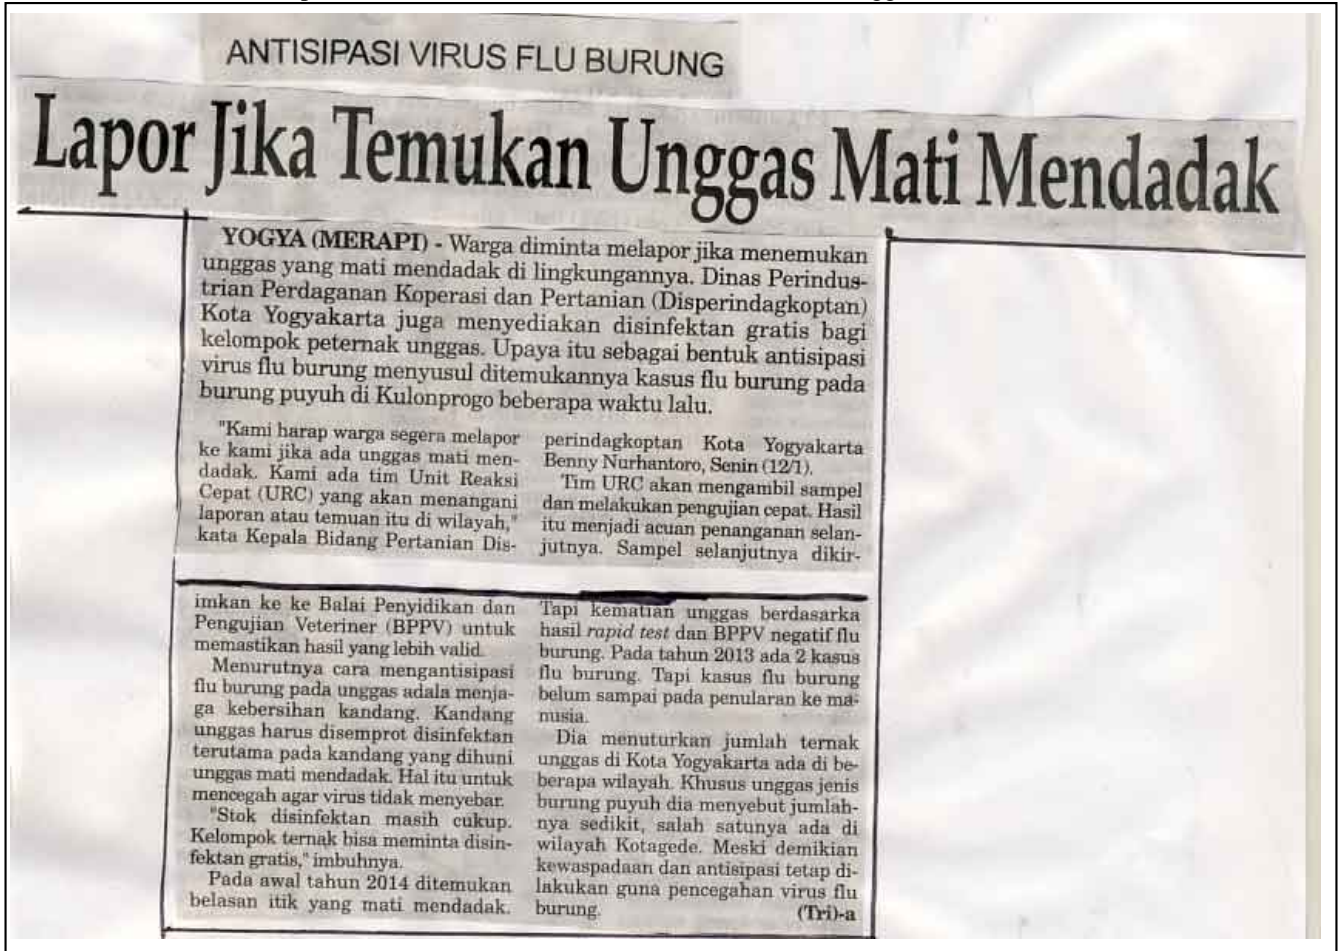 ANTISIPASI VIRUS FLU BURUNG
Lapor Jika Temukan Unggas Mati Mendadak
YOGYA (MERAPI) - Warga diminta melapor jika menemukan
unggas yang mati mendadak di lingkungannya. Dinas Perindus-
trian Perdaganan Koperasi dan Pertanian (Disperindagkoptan)
Kota Yogyakarta juga menyediakan disinfektan gratis bagi
kelompok peternak unggas. Upaya itu sebagai bentuk antisipasi
virus flu burung menyusul ditemukannya kasus flu burung pada
burung puyuh di Kulonprogo beberapa waktu lalu.
"Kami harap warga segera melapor
ke kami jika ada unggas mati men-
dadak. Kami ada tim Unit Reaksi
Cepat (URC) yang akan menangani
laporan atau temuan itu di wilayah,"
kata Kepala Bidang Pertanian Dis-
perindagkoptan Kota Yogyakarta
Benny Nurhantoro, Senin (12/1).
Tim URC akan mengambil sampel
dan melakukan pengujian cepat. Hasil
itu menjadi acuan penanganan selan-
jutnya. Sampel selanjutnya dikir-
imkan ke ke Balai Penyidikan dan
Pengujian Veteriner (BPPV) untuk
memastikan hasil yang lebih valid.
Menurutnya cara mengantisipasi
flu burung pada unggas adala menja-
ga kebersihan kandang. Kandang
unggas harus disemprot disinfektan
terutama pada kandang yang dihuni
unggas mati mendadak. Hal itu untuk
mencegah agar virus tidak menyebar.
"Stok disinfektan masih cukup.
Kelompok ternak bisa meminta disin-
fektan gratis," imbuhnya.
Pada awal tahun 2014 ditemukan
belasan itik yang mati mendadak.
Tapi kematian unggas berdasarka
hasil rapid test dan BPPV negatif flu
burung. Pada tahun 2013 ada 2 kasus
flu burung. Tapi kasus flu burung
belum sampai pada penularan ke ma-
nusia.
Dia menuturkan jumlah ternak
unggas di Kota Yogyakarta ada di be-
berapa wilayah. Khusus unggas jenis
burung puyuh dia menyebut jumlah-
nya sedikit, salah satunya ada di
wilayah Kotagede. Meski demikian
kewaspadaan dan antisipasi tetap di-
lakukan guna pencegahan virus flu
burung. (Tri)-a